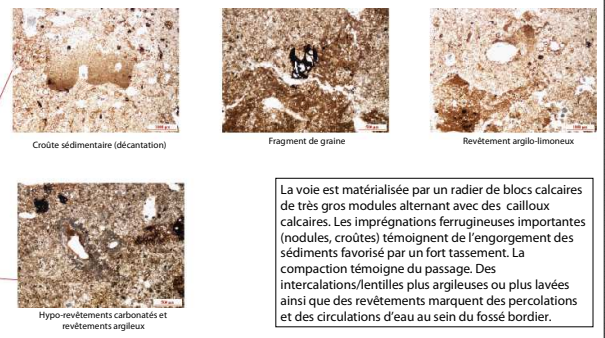 Croûte sédimentaire (décantation)
Fragment de graine
Revêtement argilo-limoneux
Hypo-revêtements carbonatés et
revêtements argileux
La voie est matérialisée par un radier de blocs calcaires
de très gros modules alternant avec des cailloux
calcaires. Les imprégnations ferrugineuses importantes
(nodules, croûtes) témoignent de l'engorgement des
sédiments favorisé par un fort tassement. La
compaction témoigne du passage. Des
intercalations/lentilles plus argileuses ou plus lavées
ainsi que des revêtements marquent des percolations
et des circulations d'eau au sein du fossé bordier.